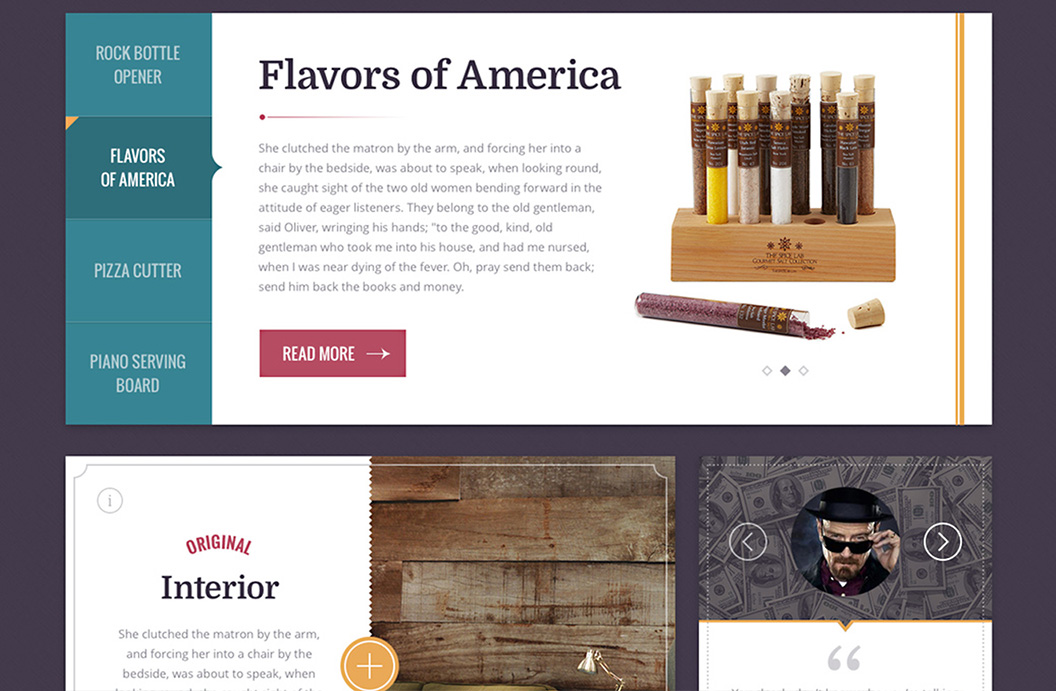 ROCK BOTTLE
OPENER
FLAVORS
OF AMERICA
PIZZA CUTTER
PIANO SERVING
BOARD
Flavors of America
She clutched the matron by the arm, and forcing her into a
chair by the bedside, was about to speak, when looking round,
she caught sight of the two old women bending forward in the
attitude of eager listeners. They belong to the old gentleman,
said Oliver, wringing his hands; "to the good, kind, old
gentleman who took me into his house, and had me nursed,
when I was near dying of the fever. Oh, pray send them back;
send him back the books and money.
READ MORE
THE SPICE LAB
GOURMET SALT COLLECTION
i
ORIGINAL
Interior
She clutched the matron by the arm,
and forcing her into a chair by the
bedside, was about to speak, when
“